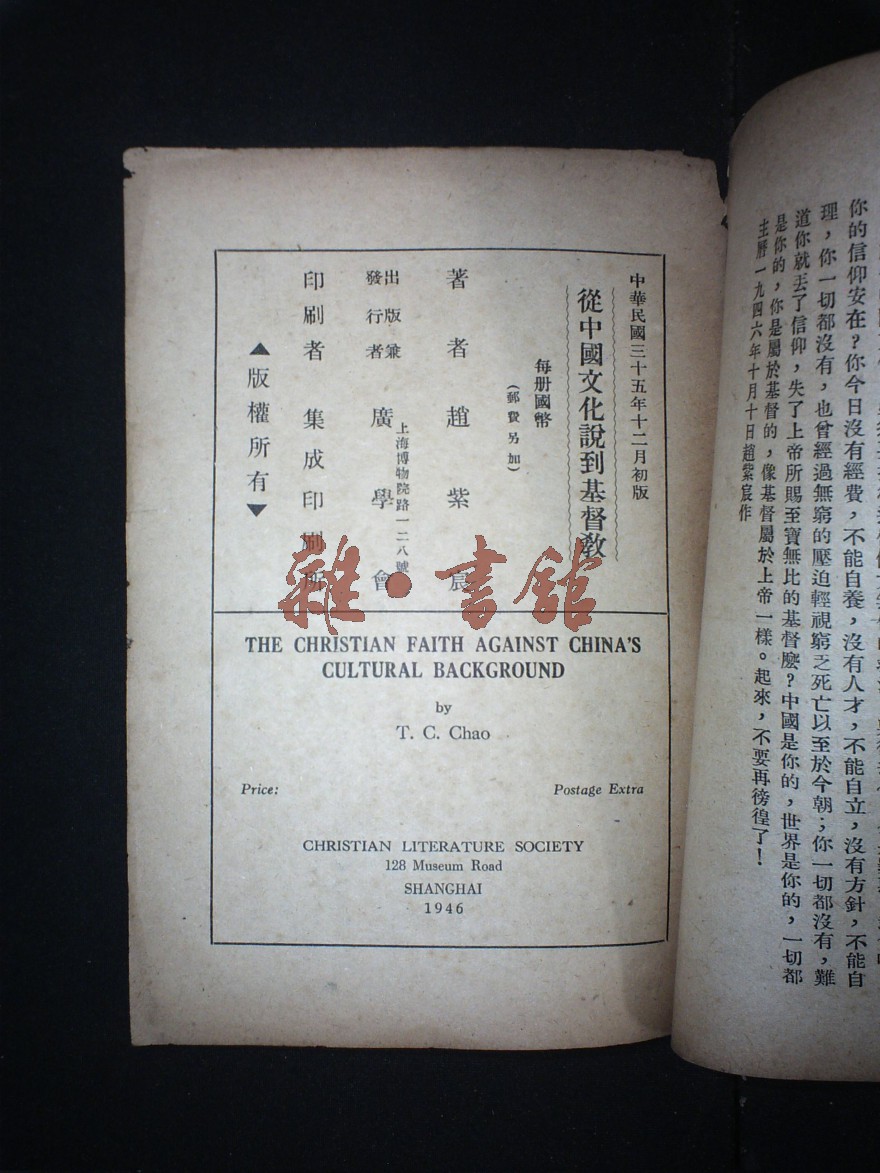 你的信仰安在？你今日沒有經費，不能自養，沒有人才，不能自立，沒有方針，不能自
理，你一切都沒有，也曾經過無窮的壓迫輕視窮乏死亡以至於今朝；你一切都沒有，難
道你就丟了信仰，失了上帝所賜至寶無比的基督麼？中國是你的，世界是你的，一切都
是你的，你是屬於基督的，像基督屬於上帝一樣。起來，不要再徬徨了！
主曆一九四六年十月十日趙紫宸作
中華民國三十五年十二月初版
從中國文化說到基督敎
每册國幣
（郵費另加）
著者 趙紫宸
出版兼發行者 廣學會
上海博物院路一二八號
印刷者 集成印刷所
▲版權所有▼
雜·書舘
THE CHRISTIAN FAITH AGAINST CHINA'S
CULTURAL BACKGROUND
by
T. C. Chao
Price: Postage Extra
CHRISTIAN LITERATURE SOCIETY
128 Museum Road
SHANGHAI
1946